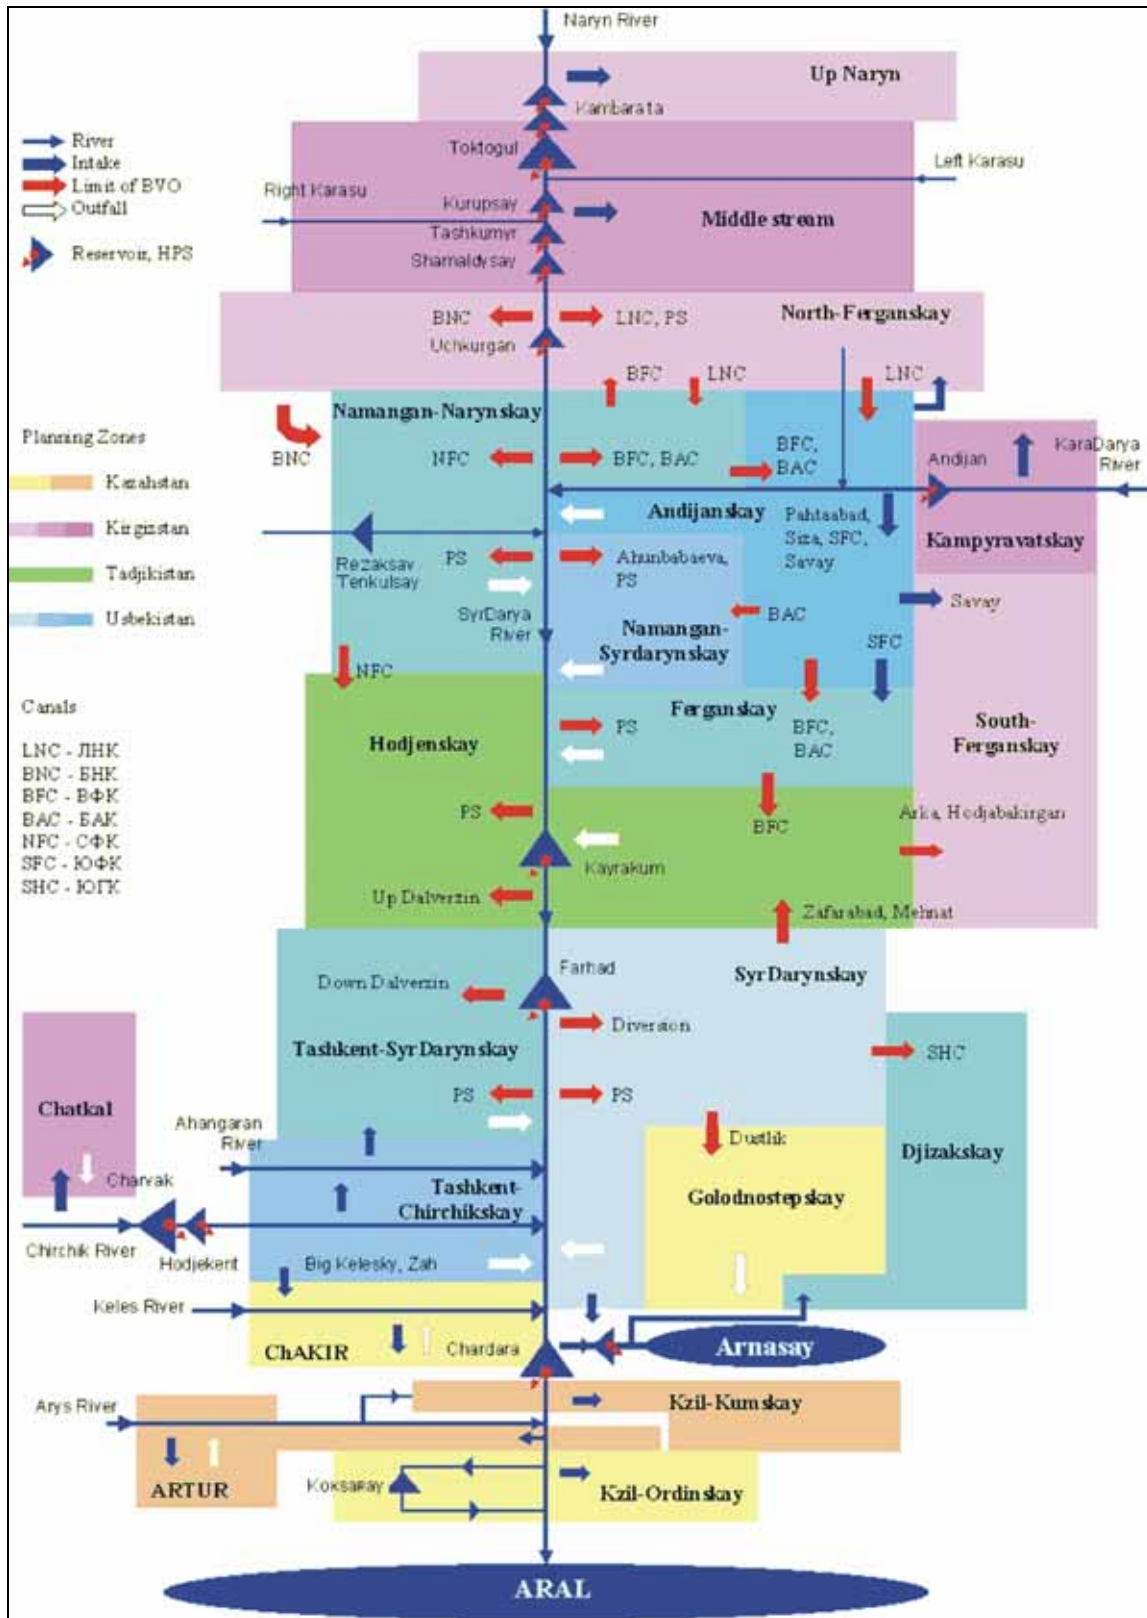 Naryn River
Up Naryn
Kambarata
River
Intake
Limit of BVO
Outfall
Reservoir, HPS
Toktogul
Left Karasu
Right Karasu
Kurupsay
Middle stream
Tashkumyr
Shamaldysay
BNC
LNC, PS
North-Ferganskay
Uchkurgan
BFC
LNC
LNC
Namangan-Narynskay
Planning Zones
BNC
NFC
BFC, BAC
BFC,
BAC
Andijan
KaraDarya
River
Kazahstan
Kirgizstan
Tadjikistan
Usbekistan
Andijanskay
Pahtaabad,
Siza, SFC,
Savay
Kampyravatskay
Rezaksay
Tenkulsay
PS
Ahunbabaeva,
PS
Savay
SyrDarya
River
BAC
Namangan-
Syrdarynskay
SFC
NFC
Canals
LNC - ЛНК
BNC - БНК
BFC - ВФК
BAC - БАК
NFC - СФК
SFC - ЮФК
SHC - ЮГК
Hodjenskay
Ferganskay
PS
BFC,
BAC
South-
Ferganskay
PS
BFC
Arka, Hodjabakirgan
Kayrakum
Up Dalverzin
Zafarabad, Mehnat
Farhad
SyrDarynskay
Down Dalverzin
Diversion
Tashkent-SyrDarynskay
SHC
Chatkal
PS
PS
Ahangaran
River
Dustlik
Djizakskay
Charvak
Tashkent-
Chirchikskay
Golodnostepskay
Chirchik River
Hodjekent
Big Kelesky, Zah
Keles River
ChAKIR
Chardara
Arnasay
Arys River
Kzil-Kumskay
ARTUR
Koksaray
Kzil-Ordinskay
ARAL